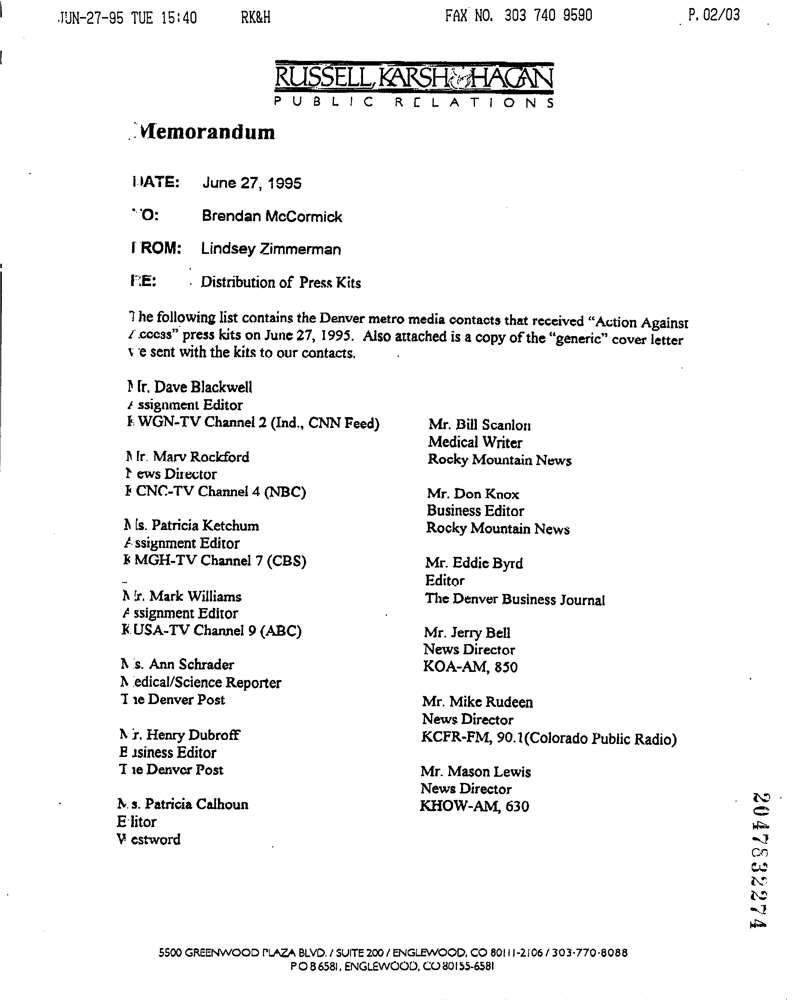 JUN-27-95 TUE 15:40 RK&H FAX NO. 303 740 9590 P. 02/03
RUSSELL, KARSH & HAGAN
PUBLIC RELATIONS
Memorandum
DATE: June 27, 1995
TO: Brendan McCormick
FROM: Lindsey Zimmerman
RE: Distribution of Press Kits
The following list contains the Denver metro media contacts that received “Action Against
Access” press kits on June 27, 1995. Also attached is a copy of the “generic” cover letter
we sent with the kits to our contacts.
Mr. Dave Blackwell
Assignment Editor
KWGN-TV Channel 2 (Ind., CNN Feed)
Mr. Marv Rockford
News Director
KCNC-TV Channel 4 (NBC)
Ms. Patricia Ketchum
Assignment Editor
KMGH-TV Channel 7 (CBS)
Mr. Mark Williams
Assignment Editor
KUSA-TV Channel 9 (ABC)
Ms. Ann Schrader
Medical/Science Reporter
The Denver Post
Mr. Henry Dubroff
Business Editor
The Denver Post
Ms. Patricia Calhoun
Editor
Westword
Mr. Bill Scanlon
Medical Writer
Rocky Mountain News
Mr. Don Knox
Business Editor
Rocky Mountain News
Mr. Eddie Byrd
Editor
The Denver Business Journal
Mr. Jerry Bell
News Director
KOA-AM, 850
Mr. Mike Rudeen
News Director
KCFR-FM, 90.1(Colorado Public Radio)
Mr. Mason Lewis
News Director
KHOW-AM, 630
2047832274
5500 GREENWOOD PLAZA BLVD. / SUITE 200 / ENGLEWOOD, CO 80111-2106 / 303-770-8088
P O B 6581, ENGLEWOOD, CO 80155-6581